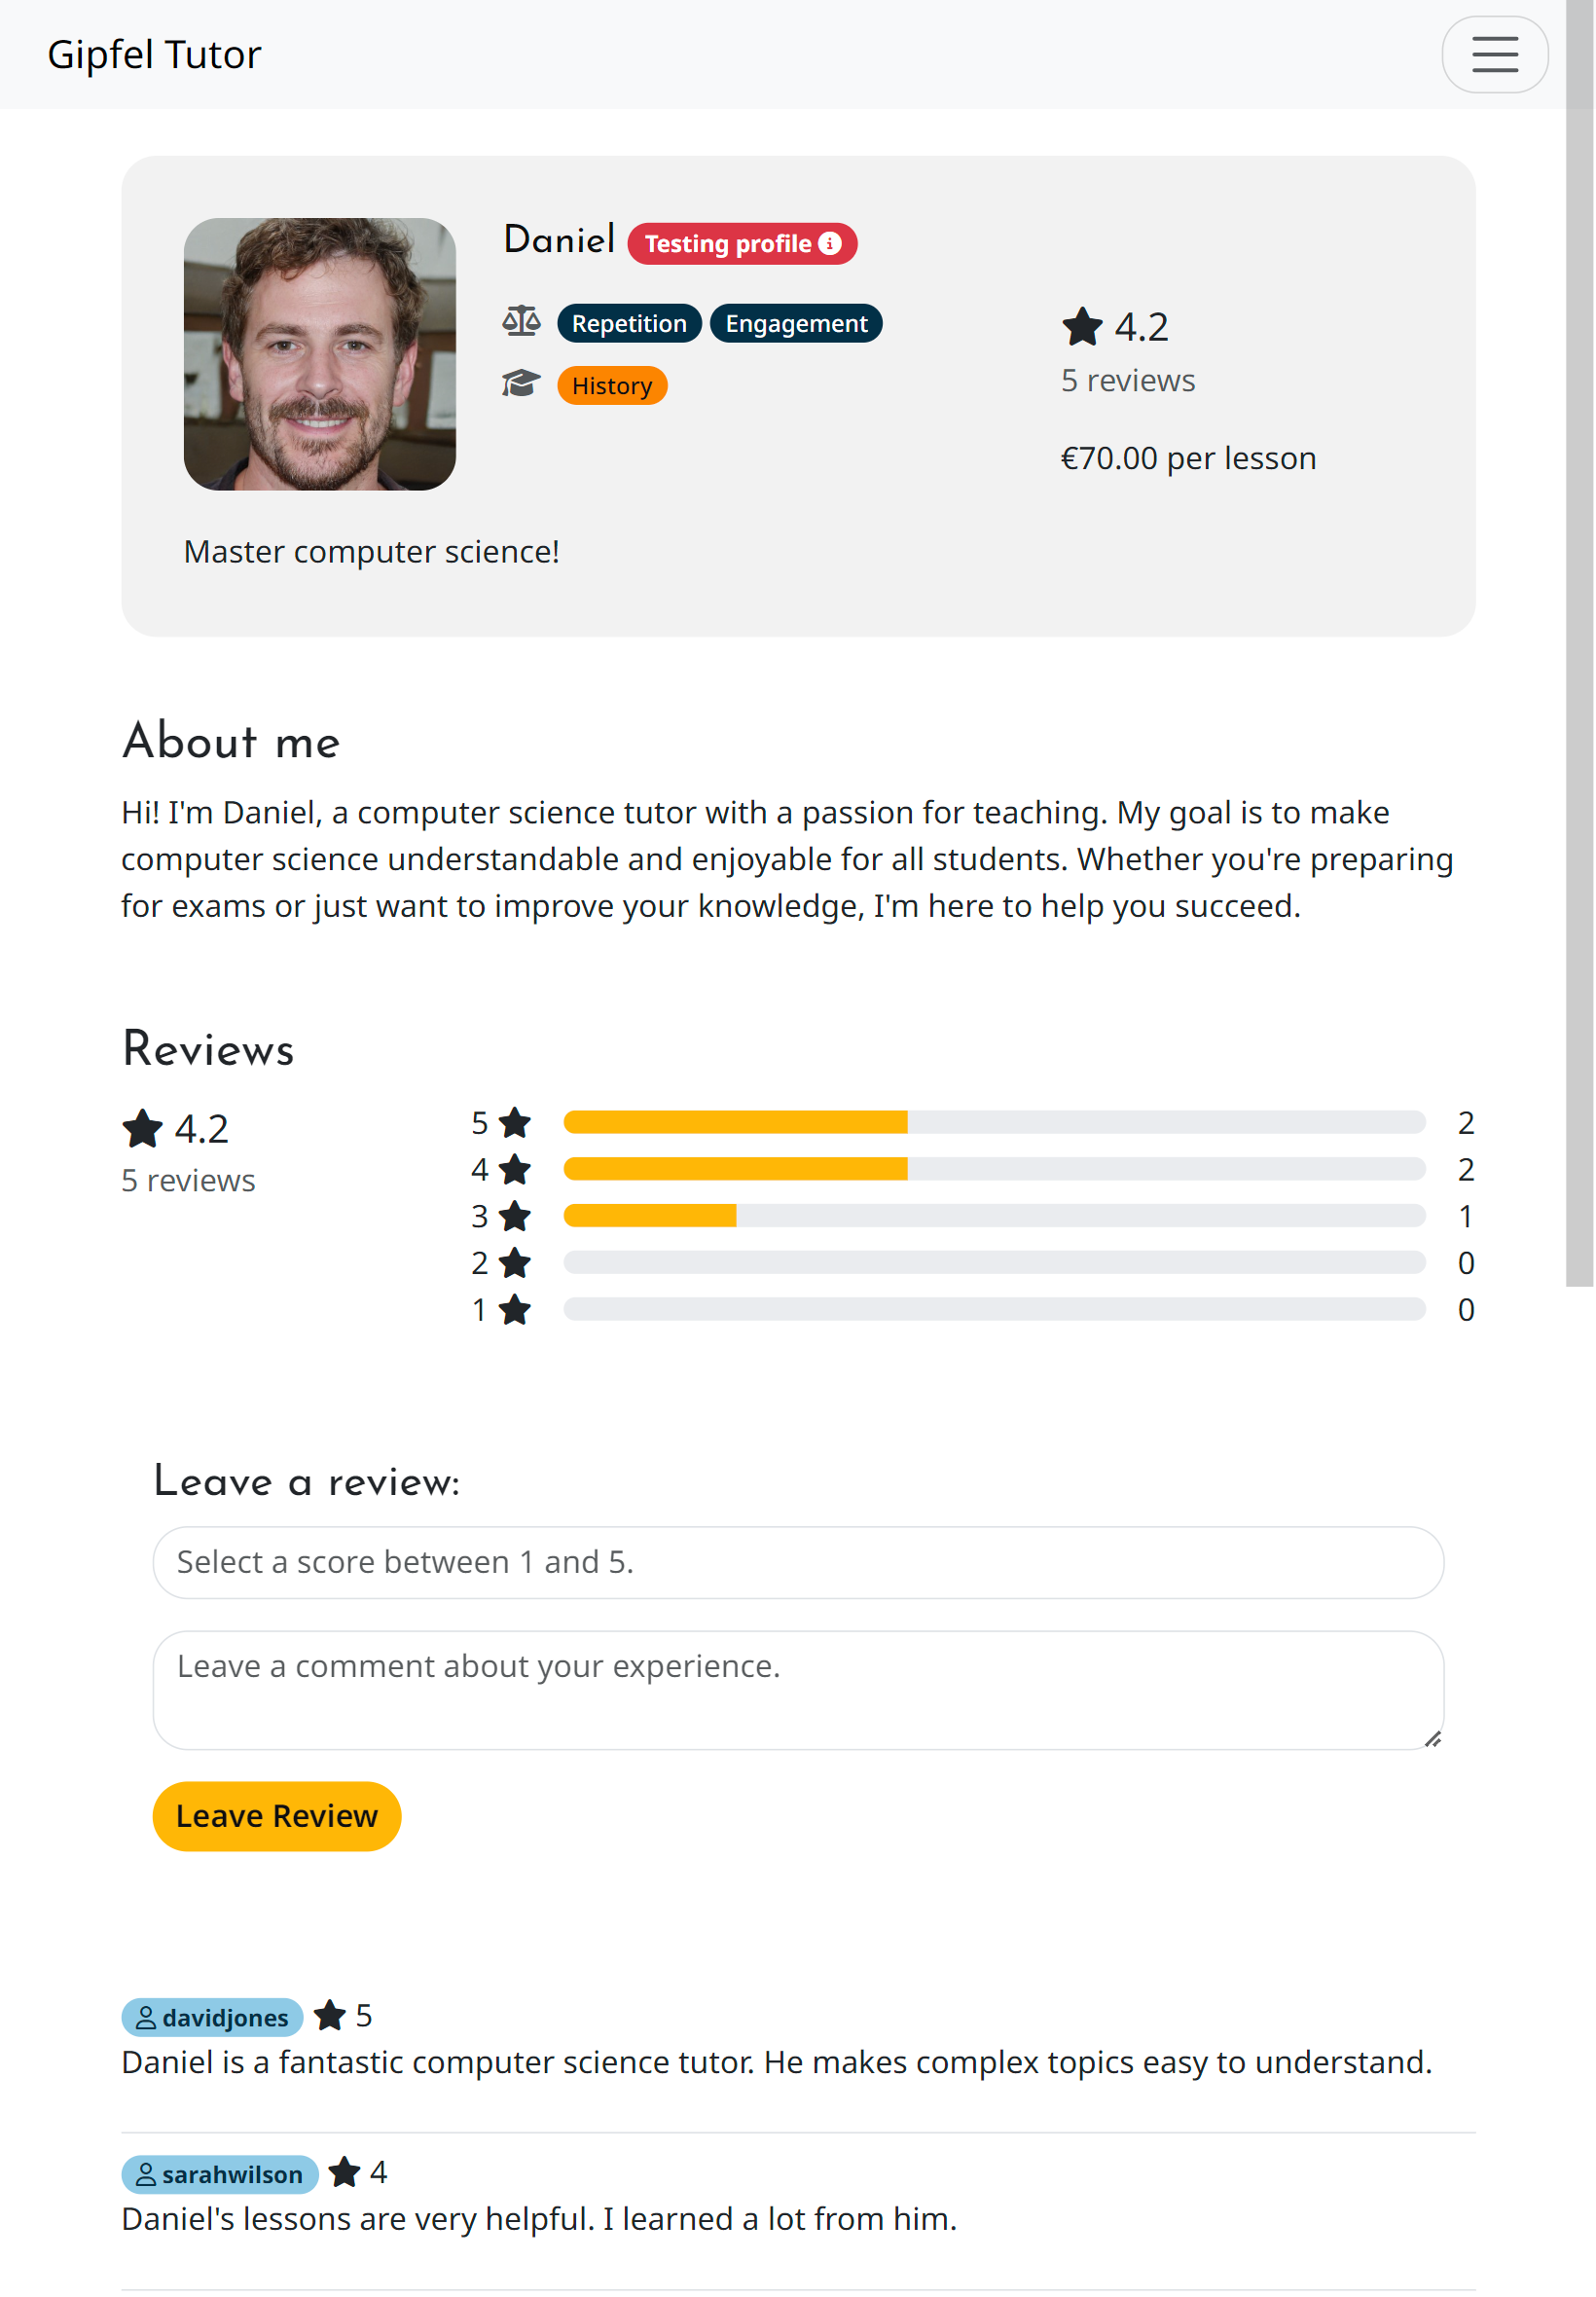 Gipfel Tutor
Daniel Testing profile
Repetition Engagement
History
4.2
5 reviews
€70.00 per lesson
Master computer science!
About me
Hi! I'm Daniel, a computer science tutor with a passion for teaching. My goal is to make
computer science understandable and enjoyable for all students. Whether you're preparing
for exams or just want to improve your knowledge, I'm here to help you succeed.
Reviews
4.2
5 reviews
5 2
4 2
3 1
2 0
1 0
Leave a review:
Select a score between 1 and 5.
Leave a comment about your experience.
Leave Review
davidjones 5
Daniel is a fantastic computer science tutor. He makes complex topics easy to understand.
sarahwilson 4
Daniel's lessons are very helpful. I learned a lot from him.